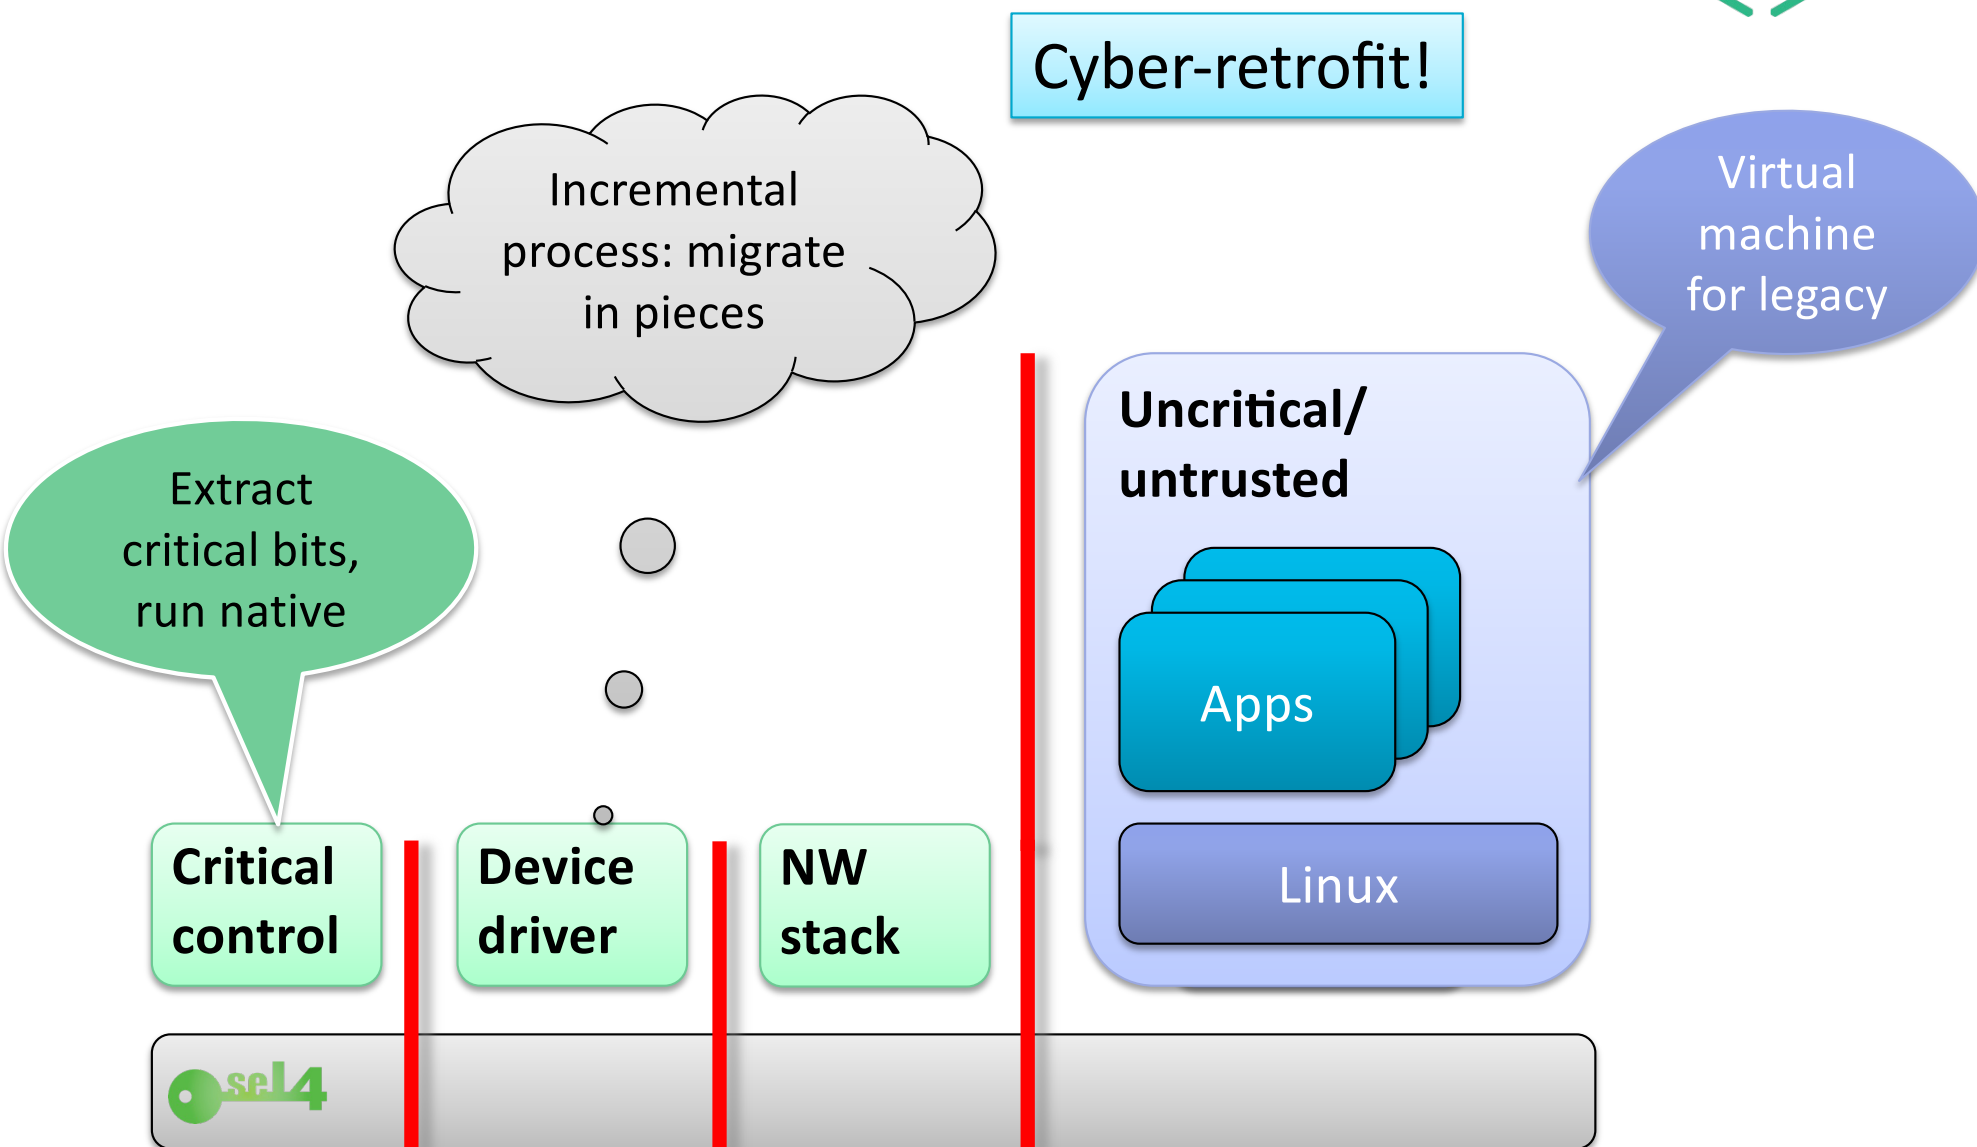 Cyber-retrofit!
Incremental
process: migrate
in pieces
Virtual
machine
for legacy
Uncritical/
untrusted
Extract
critical bits,
run native
Apps
Critical
control
Device
driver
NW
stack
Linux
seL4